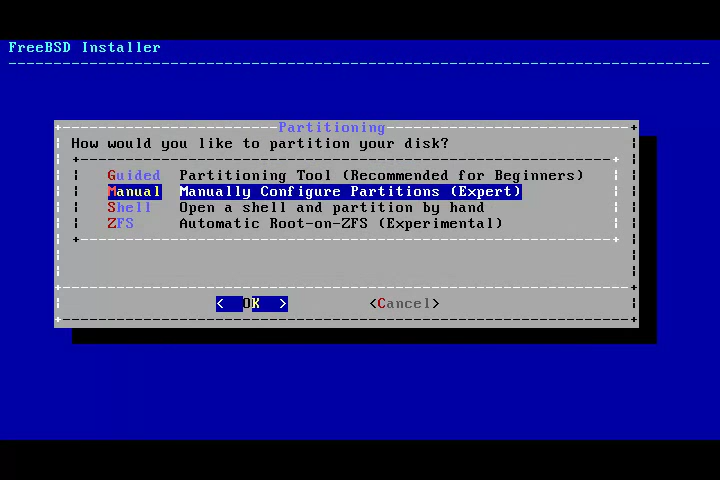 FreeBSD Installer
Partitioning
How would you like to partition your disk?
Guided Partitioning Tool (Recommended for Beginners)
Manual Manually Configure Partitions (Expert)
Shell Open a shell and partition by hand
ZFS Automatic Root-on-ZFS (Experimental)
< OK > <Cancel>